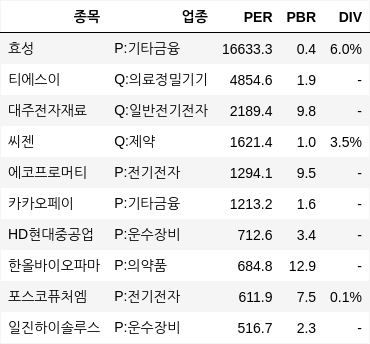 종목 업종 PER PBR DIV
효성 P:기타금융 16633.3 0.4 6.0%
티에스이 Q:의료정밀기기 4854.6 1.9 -
대주전자재료 Q:일반전기전자 2189.4 9.8 -
씨젠 Q:제약 1621.4 1.0 3.5%
에코프로머티 P:전기전자 1294.1 9.5 -
카카오페이 P:기타금융 1213.2 1.6 -
HD현대중공업 P:운수장비 712.6 3.4 -
한올바이오파마 P:의약품 684.8 12.9 -
포스코퓨처엠 P:전기전자 611.9 7.5 0.1%
일진하이솔루스 P:운수장비 516.7 2.3 -